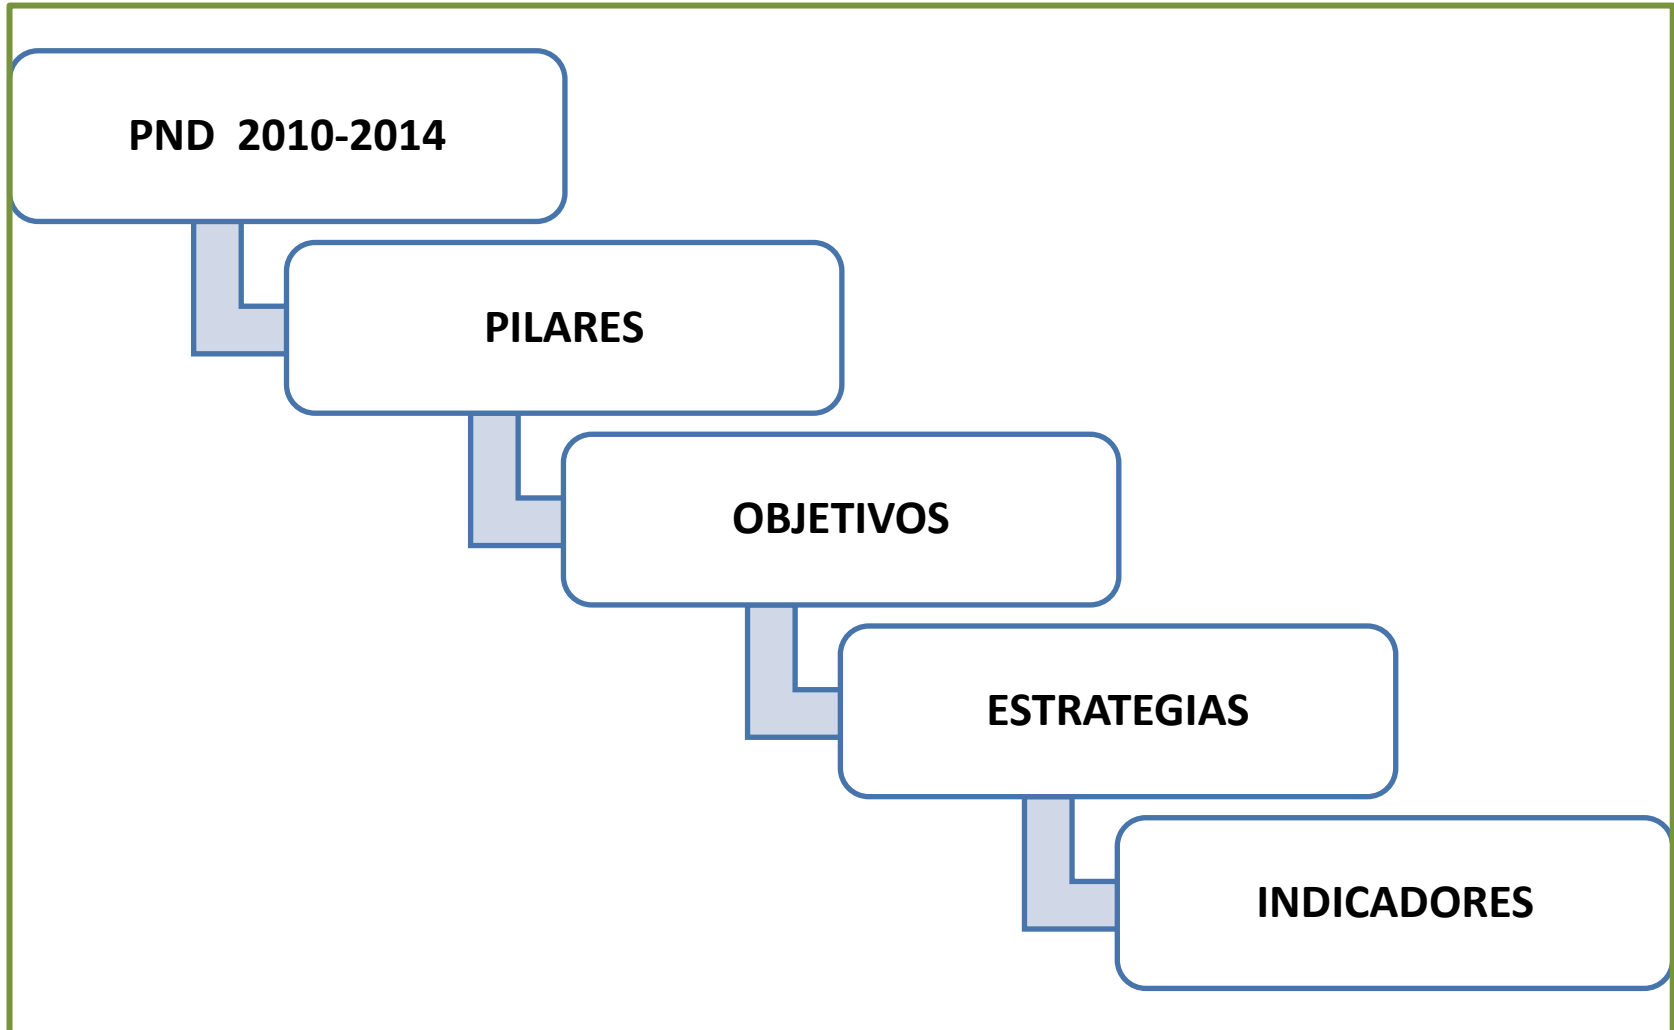 PND 2010-2014
PILARES
OBJETIVOS
ESTRATEGIAS
INDICADORES